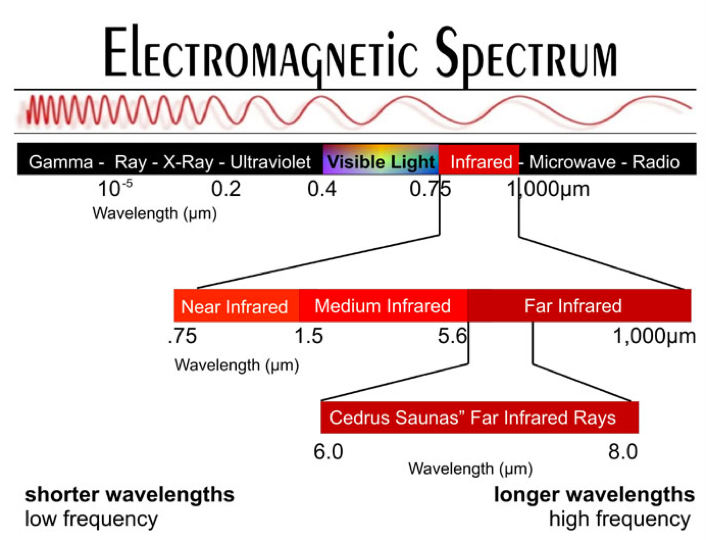 Electromagnetic Spectrum
Gamma - Ray - X-Ray - Ultraviolet Visible Light Infrared - Microwave - Radio
10⁻⁵ 0.2 0.4 0.75 1,000µm
Wavelength (µm)
Near Infrared Medium Infrared Far Infrared
.75 1.5 5.6 1,000µm
Wavelength (µm)
Cedrus Saunas" Far Infrared Rays
6.0 8.0
Wavelength (µm)
shorter wavelengths longer wavelengths
low frequency high frequency